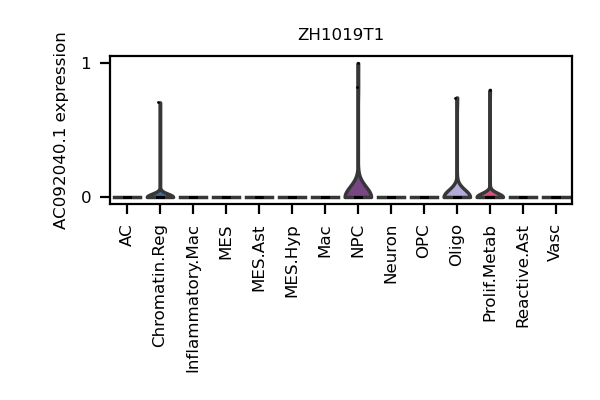 ZH1019T1
AC092040.1 expression
1
0
AC
Chromatin.Reg
Inflammatory.Mac
MES
MES.Ast
MES.Hyp
Mac
NPC
Neuron
OPC
Oligo
Prolif.Metab
Reactive.Ast
Vasc